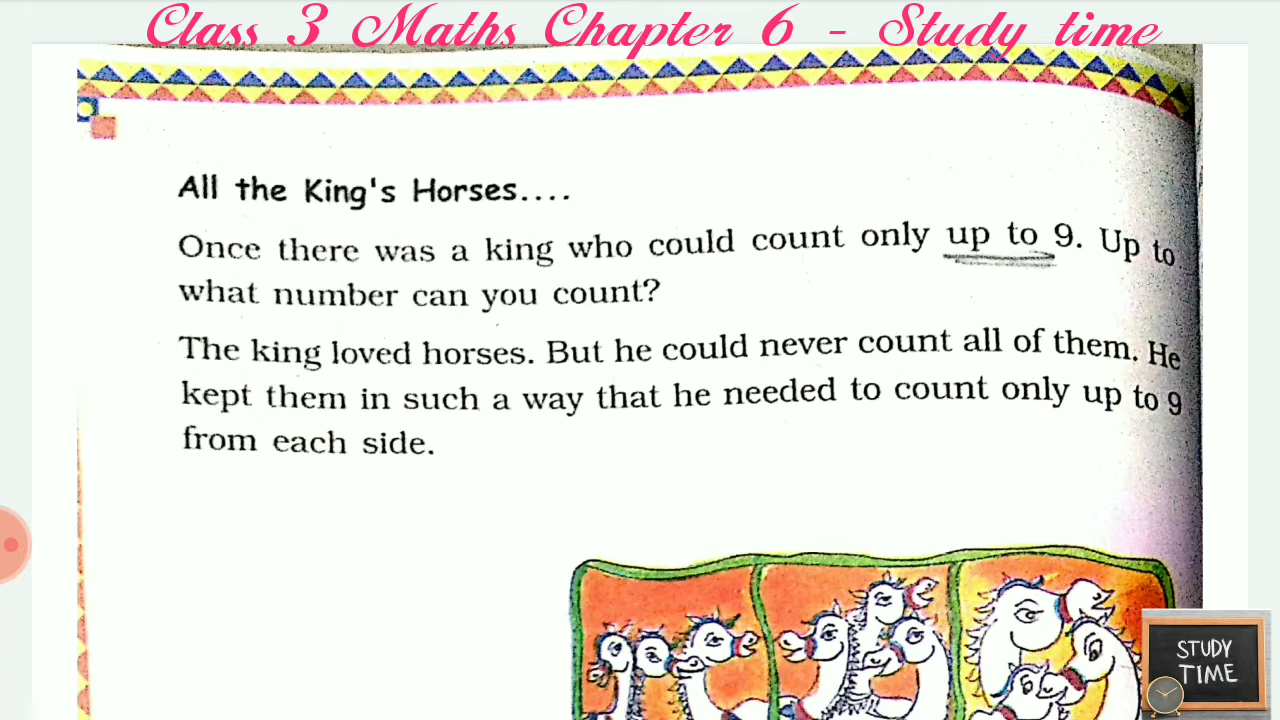 Class 3 Maths Chapter 6 - Study time
All the King's Horses....
Once there was a king who could count only up to 9. Up to
what number can you count?
The king loved horses. But he could never count all of them. He
kept them in such a way that he needed to count only up to 9
from each side.
STUDY
TIME